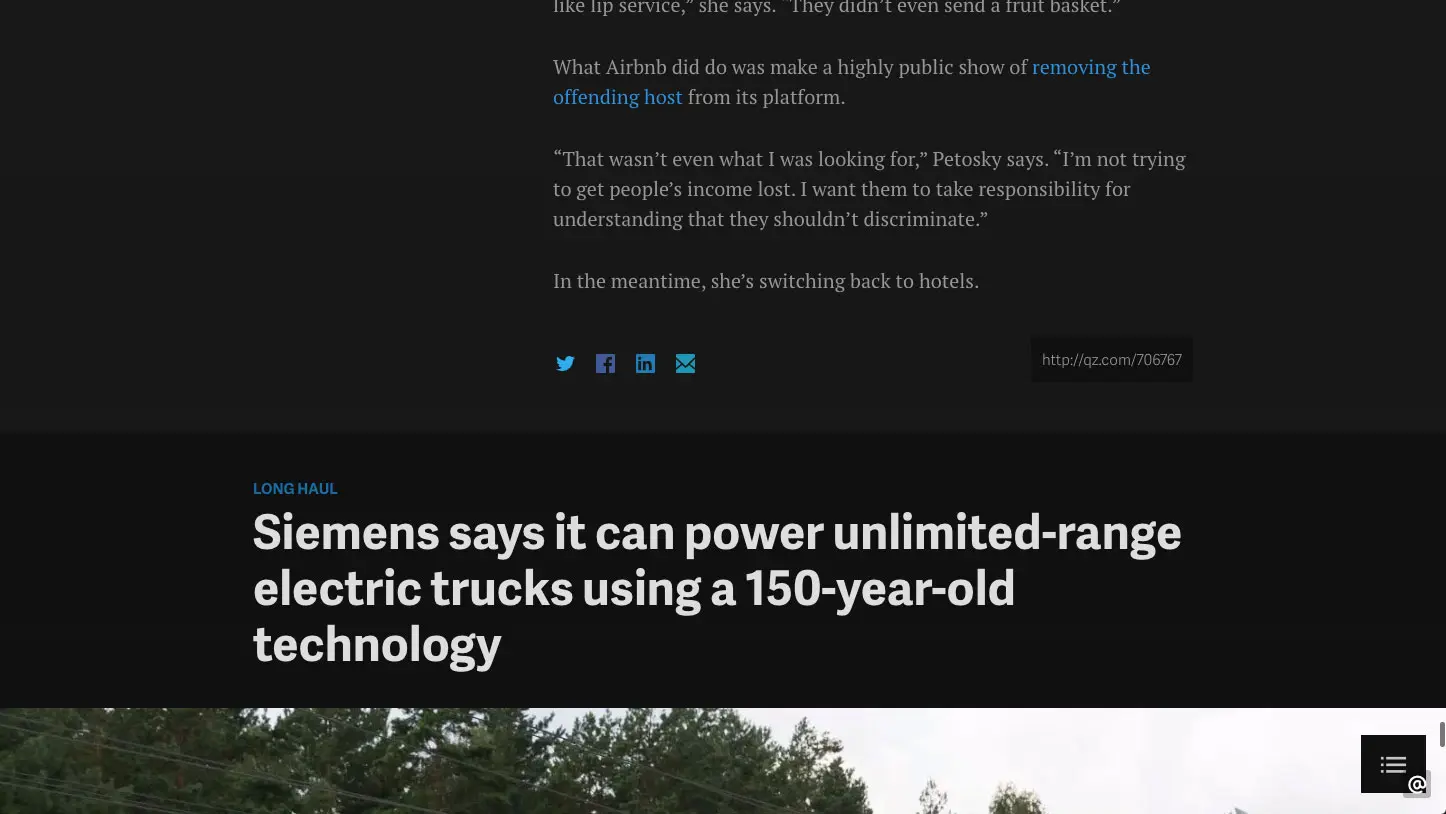 like lip service,” she says. “They didn’t even send a fruit basket.”
What Airbnb did do was make a highly public show of removing the
offending host from its platform.
“That wasn’t even what I was looking for,” Petosky says. “I’m not trying
to get people’s income lost. I want them to take responsibility for
understanding that they shouldn’t discriminate.”
In the meantime, she’s switching back to hotels.
http://qz.com/706767
LONG HAUL
Siemens says it can power unlimited-range
electric trucks using a 150-year-old
technology
@